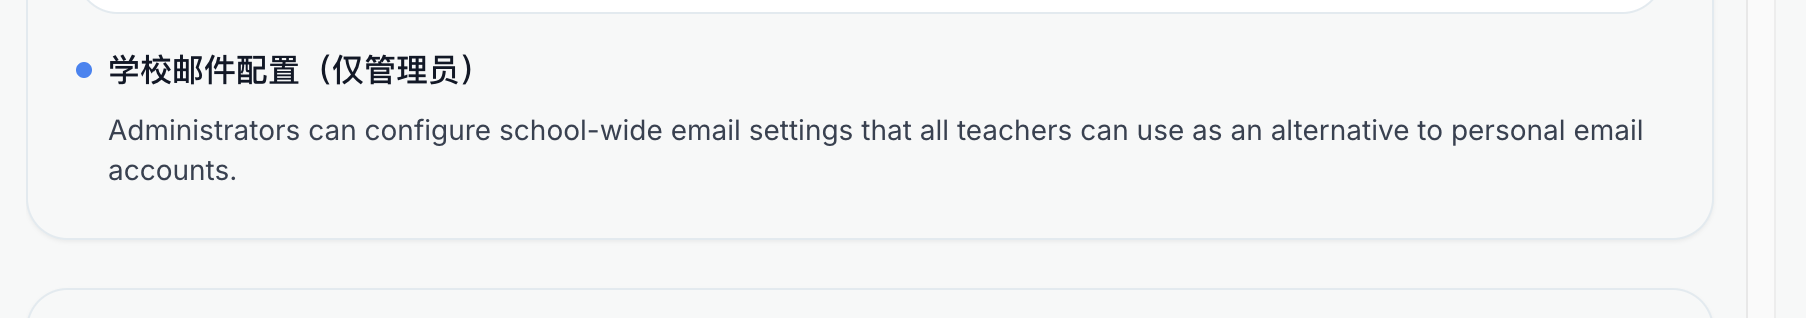 学校邮件配置（仅管理员）
Administrators can configure school-wide email settings that all teachers can use as an alternative to personal email
accounts.